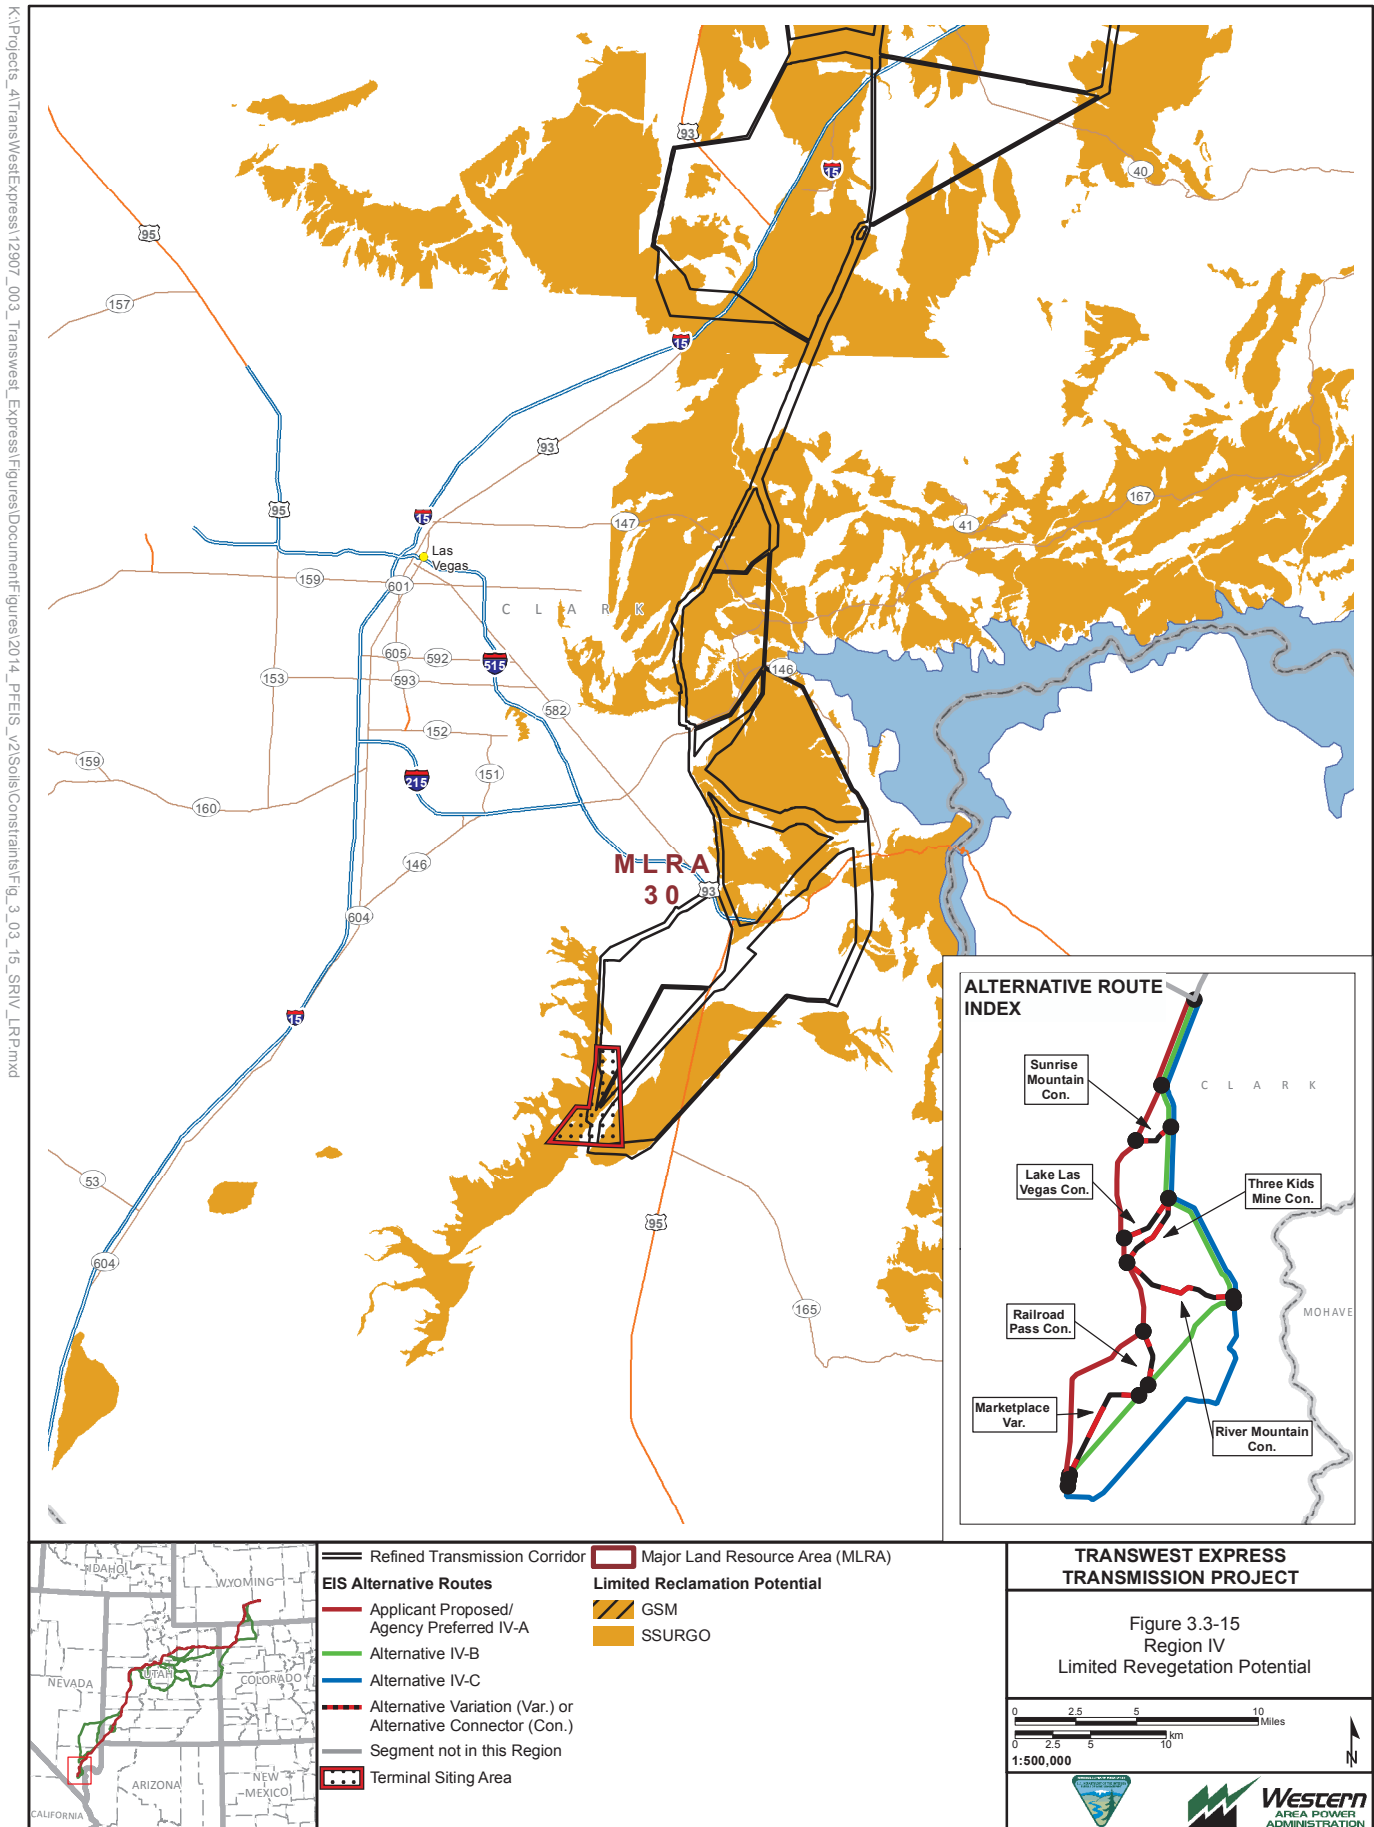 K:\Projects_4\TransWestExpress\12907_003_Transwest_Express\Figures\DocumentFigures\2014_PFEIS_v2\Soils\Constraints\Fig_3_03_15_SRIV_LRP.mxd
93
15
40
95
157
15
93
95
15
147
167
41
Las
Vegas
159
601
C L A R K
605
592
515
593
153
146
582
152
159
215
151
160
146
MLRA
30
93
604
15
53
604
95
165
ALTERNATIVE ROUTE
INDEX
Sunrise
Mountain
Con.
C L A R K
Lake Las
Vegas Con.
Three Kids
Mine Con.
Railroad
Pass Con.
MOHAVE
Marketplace
Var.
River Mountain
Con.
IDAHO
WYOMING
NEVADA
UTAH
COLORADO
ARIZONA
NEW
MEXICO
CALIFORNIA
Refined Transmission Corridor
EIS Alternative Routes
Applicant Proposed/
Agency Preferred IV-A
Alternative IV-B
Alternative IV-C
Alternative Variation (Var.) or
Alternative Connector (Con.)
Segment not in this Region
Terminal Siting Area
Major Land Resource Area (MLRA)
Limited Reclamation Potential
GSM
SSURGO
TRANSWEST EXPRESS
TRANSMISSION PROJECT
Figure 3.3-15
Region IV
Limited Revegetation Potential
0 2.5 5 10
Miles
km
0 2.5 5 10
1:500,000
N
Western
AREA POWER
ADMINISTRATION